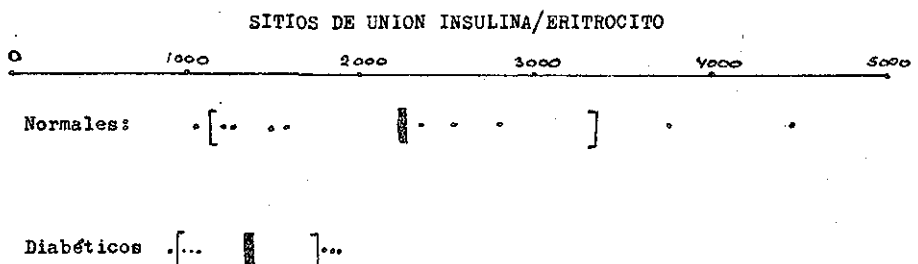 SITIOS DE UNION INSULINA/ERITROCITO
0 1000 2000 3000 4000 5000
Normales:
Diabéticos